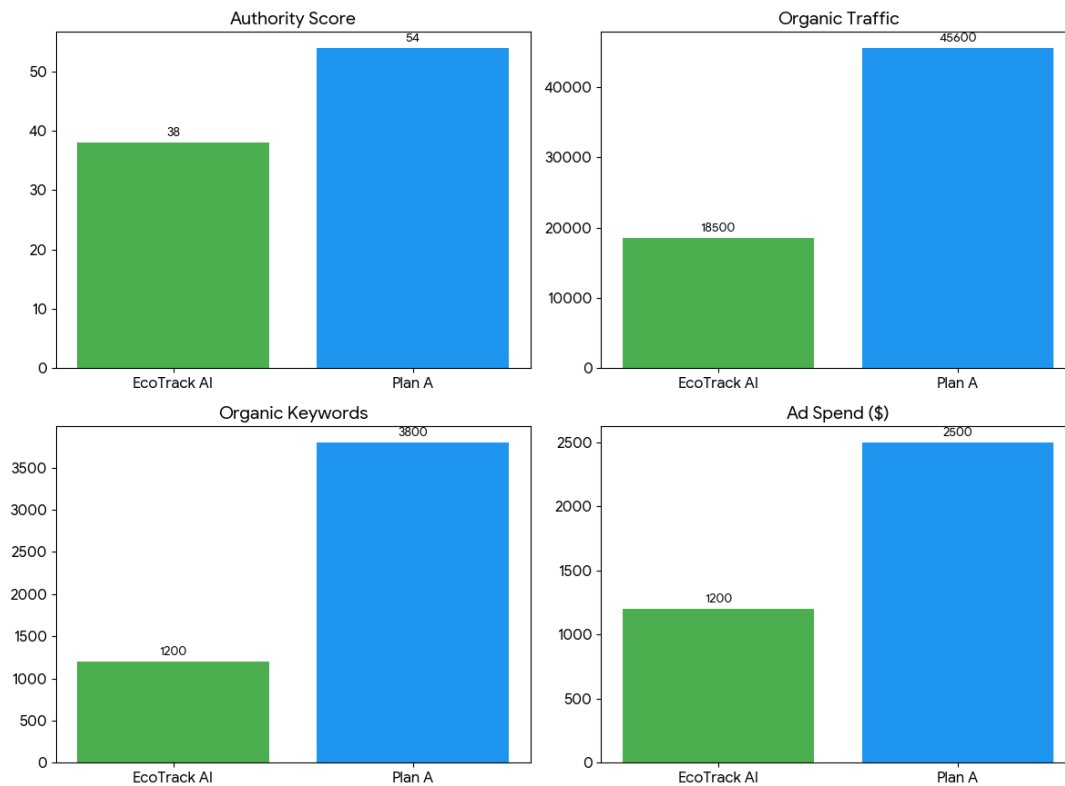 Authority Score
54
50
40
38
30
20
10
0
EcoTrack AI
Plan A
Organic Traffic
45600
40000
30000
20000
18500
10000
0
EcoTrack AI
Plan A
Organic Keywords
3800
3500
3000
2500
2000
1500
1200
1000
500
0
EcoTrack AI
Plan A
Ad Spend ($)
2500
2500
2000
1500
1200
1000
500
0
EcoTrack AI
Plan A